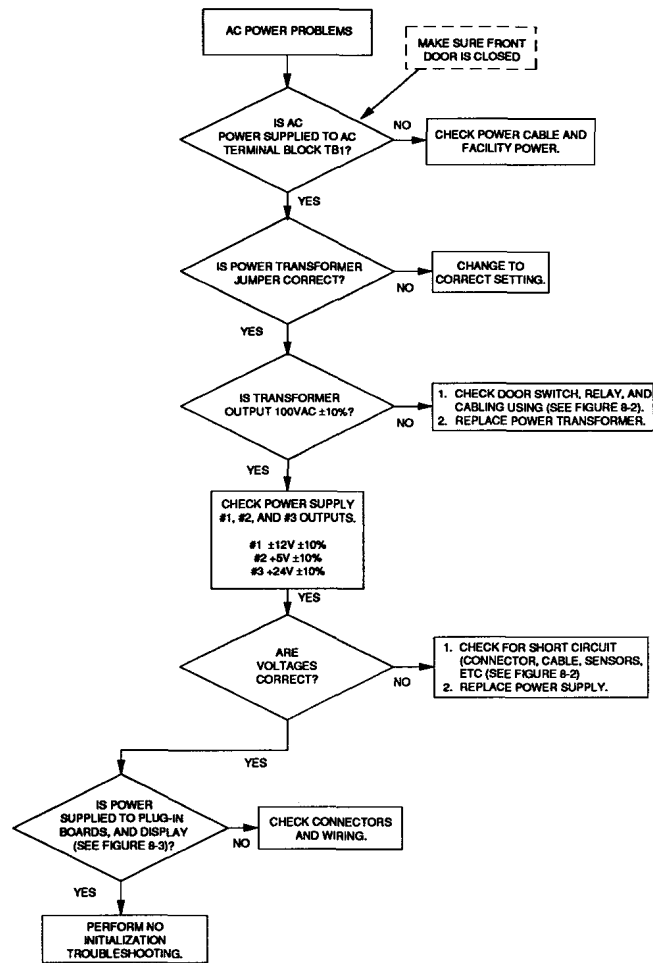 AC POWER PROBLEMS
MAKE SURE FRONT
DOOR IS CLOSED
IS AC
POWER SUPPLIED TO AC
TERMINAL BLOCK TB1?
NO
CHECK POWER CABLE AND
FACILITY POWER.
YES
IS POWER TRANSFORMER
JUMPER CORRECT?
NO
CHANGE TO
CORRECT SETTING.
YES
IS TRANSFORMER
OUTPUT 100VAC ±10%?
NO
1. CHECK DOOR SWITCH, RELAY, AND
CABLING USING (SEE FIGURE 8-2).
2. REPLACE POWER TRANSFORMER.
YES
CHECK POWER SUPPLY
#1, #2, AND #3 OUTPUTS.
#1 ±12V ±10%
#2 +5V ±10%
#3 +24V ±10%
YES
ARE
VOLTAGES
CORRECT?
NO
1. CHECK FOR SHORT CIRCUIT
(CONNECTOR, CABLE, SENSORS,
ETC (SEE FIGURE 8-2)
2. REPLACE POWER SUPPLY.
YES
IS POWER
SUPPLIED TO PLUG-IN
BOARDS, AND DISPLAY
(SEE FIGURE 8-3)?
NO
CHECK CONNECTORS
AND WIRING.
YES
PERFORM NO
INITIALIZATION
TROUBLESHOOTING.